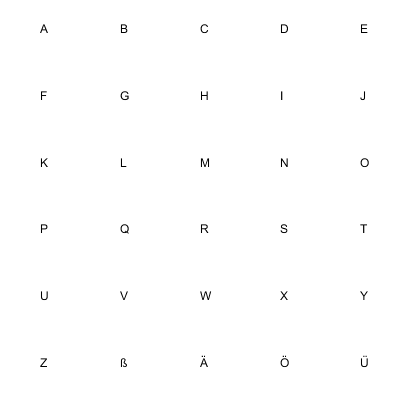 A B C D E
F G H I J
K L M N O
P Q R S T
U V W X Y
Z ß Ä Ö Ü